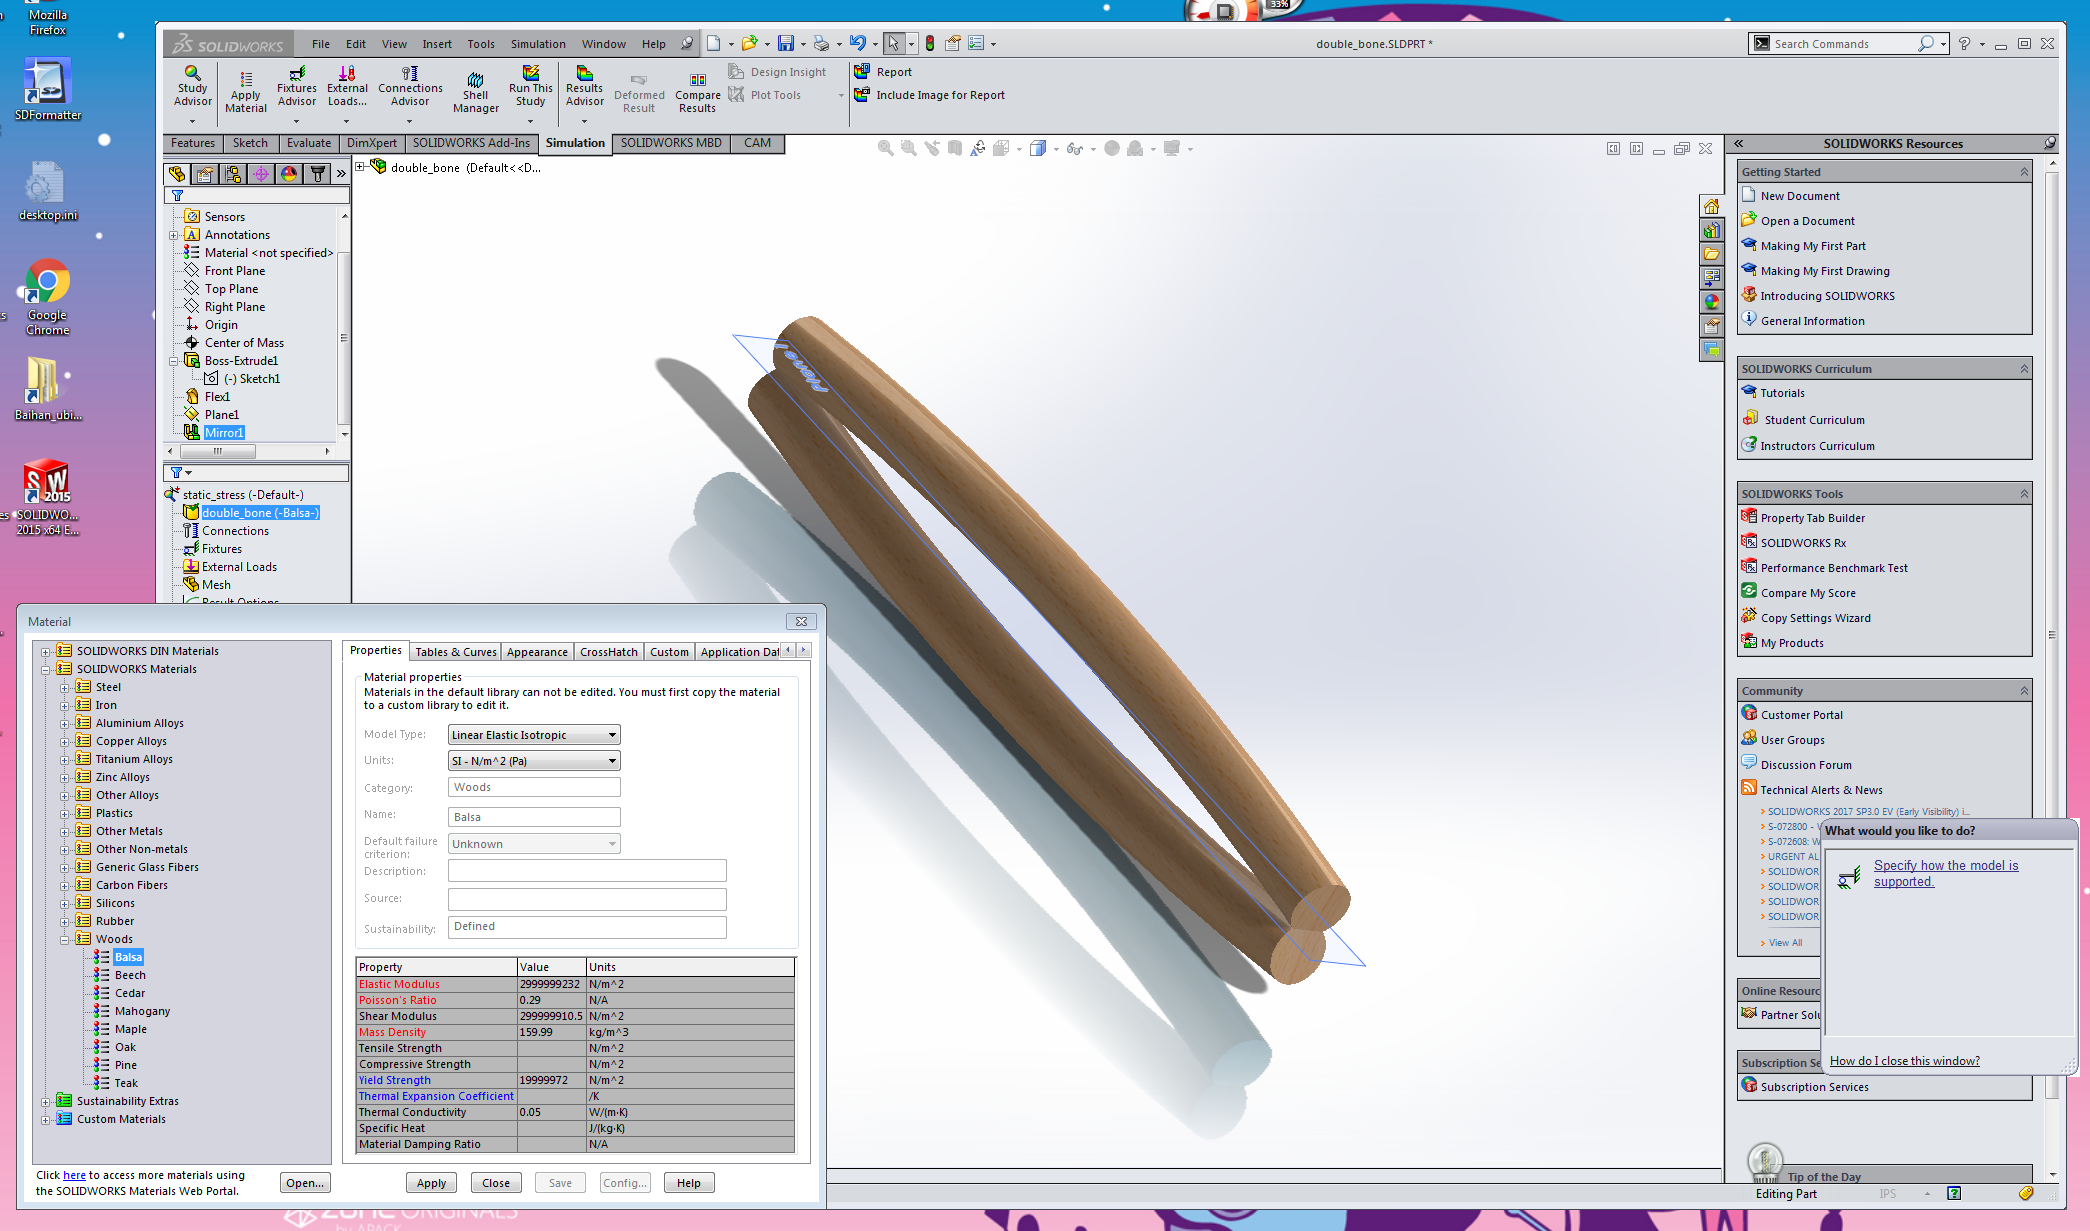 Mozilla
Firefox
SDFormatter
desktop.ini
Google
Chrome
Baihan_ubi...
SOLIDWO...
2015 x64 E...
33%
SOLIDWORKS
File Edit View Insert Tools Simulation Window Help
double_bone.SLDPRT *
Search Commands
Study
Advisor
Apply
Material
Fixtures
Advisor
External
Loads...
Connections
Advisor
Shell
Manager
Run This
Study
Results
Advisor
Deformed
Result
Compare
Results
Design Insight
Plot Tools
Report
Include Image for Report
Features Sketch Evaluate DimXpert SOLIDWORKS Add-Ins Simulation SOLIDWORKS MBD CAM
double_bone (Default<<D...
Sensors
Annotations
Material <not specified>
Front Plane
Top Plane
Right Plane
Origin
Center of Mass
Boss-Extrude1
(-) Sketch1
Flex1
Plane1
Mirror1
static_stress (-Default-)
double_bone (-Balsa-)
Connections
Fixtures
External Loads
Mesh
Result Options
Plane1
Material
SOLIDWORKS DIN Materials
SOLIDWORKS Materials
Steel
Iron
Aluminium Alloys
Copper Alloys
Titanium Alloys
Zinc Alloys
Other Alloys
Plastics
Other Metals
Other Non-metals
Generic Glass Fibers
Carbon Fibers
Silicons
Rubber
Woods
Balsa
Beech
Cedar
Mahogany
Maple
Oak
Pine
Teak
Sustainability Extras
Custom Materials
Click here to access more materials using
the SOLIDWORKS Materials Web Portal.
Open...
Properties Tables & Curves Appearance CrossHatch Custom Application Dat
Material properties
Materials in the default library can not be edited. You must first copy the material
to a custom library to edit it.
Model Type: Linear Elastic Isotropic
Units: SI - N/m^2 (Pa)
Category: Woods
Name: Balsa
Default failure
criterion: Unknown
Description:
Source:
Sustainability: Defined
Property Value Units
Elastic Modulus 2999999232 N/m^2
Poisson's Ratio 0.29 N/A
Shear Modulus 299999910.5 N/m^2
Mass Density 159.99 kg/m^3
Tensile Strength N/m^2
Compressive Strength N/m^2
Yield Strength 19999972 N/m^2
Thermal Expansion Coefficient /K
Thermal Conductivity 0.05 W/(m·K)
Specific Heat J/(kg·K)
Material Damping Ratio N/A
Apply Close Save Config... Help
SOLIDWORKS Resources
Getting Started
New Document
Open a Document
Making My First Part
Making My First Drawing
Introducing SOLIDWORKS
General Information
SOLIDWORKS Curriculum
Tutorials
Student Curriculum
Instructors Curriculum
SOLIDWORKS Tools
Property Tab Builder
SOLIDWORKS Rx
Performance Benchmark Test
Compare My Score
Copy Settings Wizard
My Products
Community
Customer Portal
User Groups
Discussion Forum
Technical Alerts & News
SOLIDWORKS 2017 SP3.0 EV (Early Visibility) i...
S-072800 -
S-072608: W
URGENT AL
SOLIDWOR
SOLIDWOR
SOLIDWOR
SOLIDWOR
View All
Online Resourc
Partner Solu
Subscription Se
Subscription Services
What would you like to do?
Specify how the model is
supported.
How do I close this window?
Tip of the Day
Editing Part IPS
ZONE ORIGINALS
by APACK